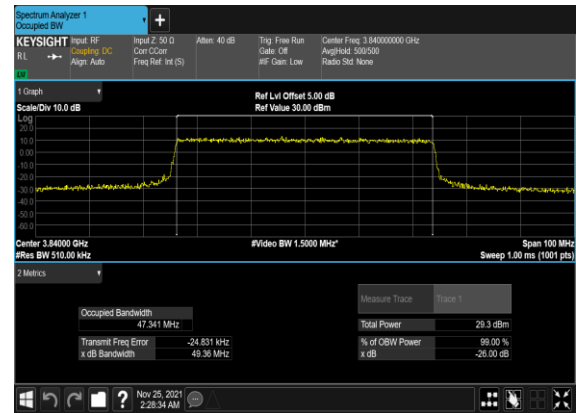 Spectrum Analyzer 1
Occupied BW
+
KEYSIGHT Input: RF Input Z: 50 Ω Atten: 40 dB Trig: Free Run Center Freq: 3.840000000 GHz
RL Coupling: DC Corr CCorr Gate: Off Avg|Hold: 500/500
Align: Auto Freq Ref: Int (S) #IF Gain: Low Radio Std: None
1 Graph
Ref Lvl Offset 5.00 dB
Scale/Div 10.0 dB Ref Value 30.00 dBm
Log
20.0
10.0
0.00
-10.0
-20.0
-30.0
-40.0
-50.0
-60.0
Center 3.84000 GHz #Video BW 1.5000 MHz* Span 100 MHz
#Res BW 510.00 kHz Sweep 1.00 ms (1001 pts)
2 Metrics
Measure Trace Trace 1
Occupied Bandwidth
47.341 MHz Total Power 29.3 dBm
Transmit Freq Error -24.831 kHz % of OBW Power 99.00 %
x dB Bandwidth 49.36 MHz x dB -26.00 dB
? Nov 25, 2021
2:28:34 AM